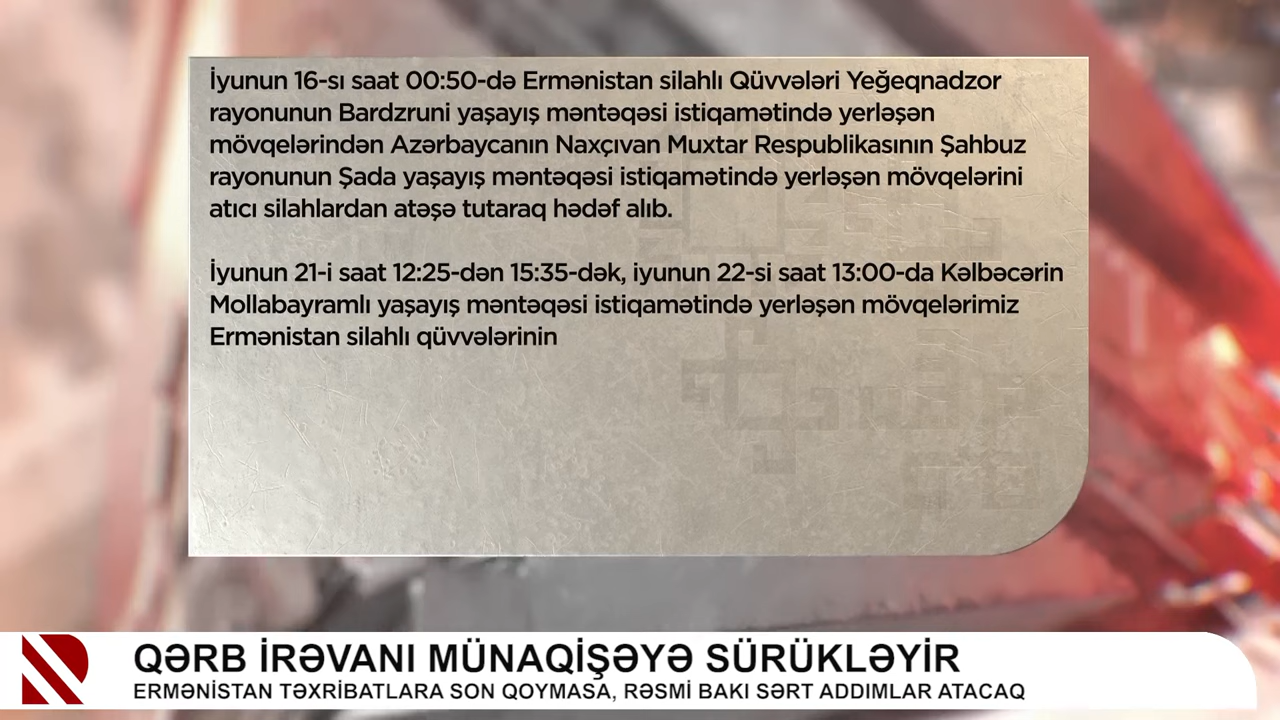 İyunun 16-sı saat 00:50-də Ermənistan silahlı Qüvvələri Yeğeqnadzor
rayonunun Bardzruni yaşayış məntəqəsi istiqamətində yerləşən
mövqelərindən Azərbaycanın Naxçıvan Muxtar Respublikasının Şahbuz
rayonunun Şada yaşayış məntəqəsi istiqamətində yerləşən mövqelərini
atıcı silahlardan atəşə tutaraq hədəf alıb.
İyunun 21-i saat 12:25-dən 15:35-dək, iyunun 22-si saat 13:00-da Kəlbəcərin
Mollabayramlı yaşayış məntəqəsi istiqamətində yerləşən mövqelərimiz
Ermənistan silahlı qüvvələrinin
QƏRB İRƏVANI MÜNAQİŞƏYƏ SÜRÜKLƏYİR
ERMƏNİSTAN TƏXRİBATLARA SON QOYMASA, RƏSMİ BAKI SƏRT ADDIMLAR ATACAQ